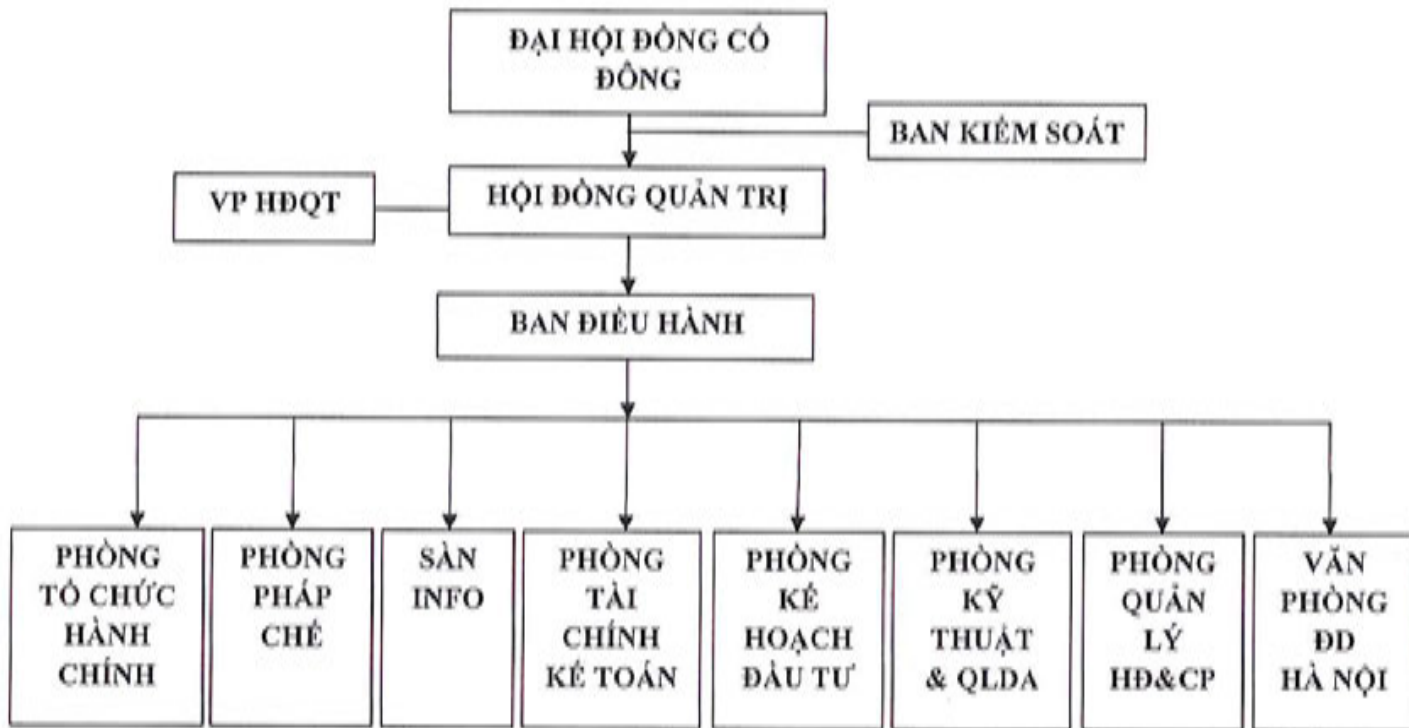 ĐẠI HỘI ĐỒNG CỔ
ĐÔNG
BAN KIỂM SOÁT
VP HĐQT
HỘI ĐỒNG QUẢN TRỊ
BAN ĐIỀU HÀNH
PHÒNG
TỔ CHỨC
HÀNH
CHÍNH
PHÒNG
PHÁP
CHẾ
SÀN
INFO
PHÒNG
TÀI
CHÍNH
KẾ TOÁN
PHÒNG
KẾ
HOẠCH
ĐẦU TƯ
PHÒNG
KỸ
THUẬT
& QLDA
PHÒNG
QUẢN
LÝ
HĐ&CP
VĂN
PHÒNG
ĐD
HÀ NỘI